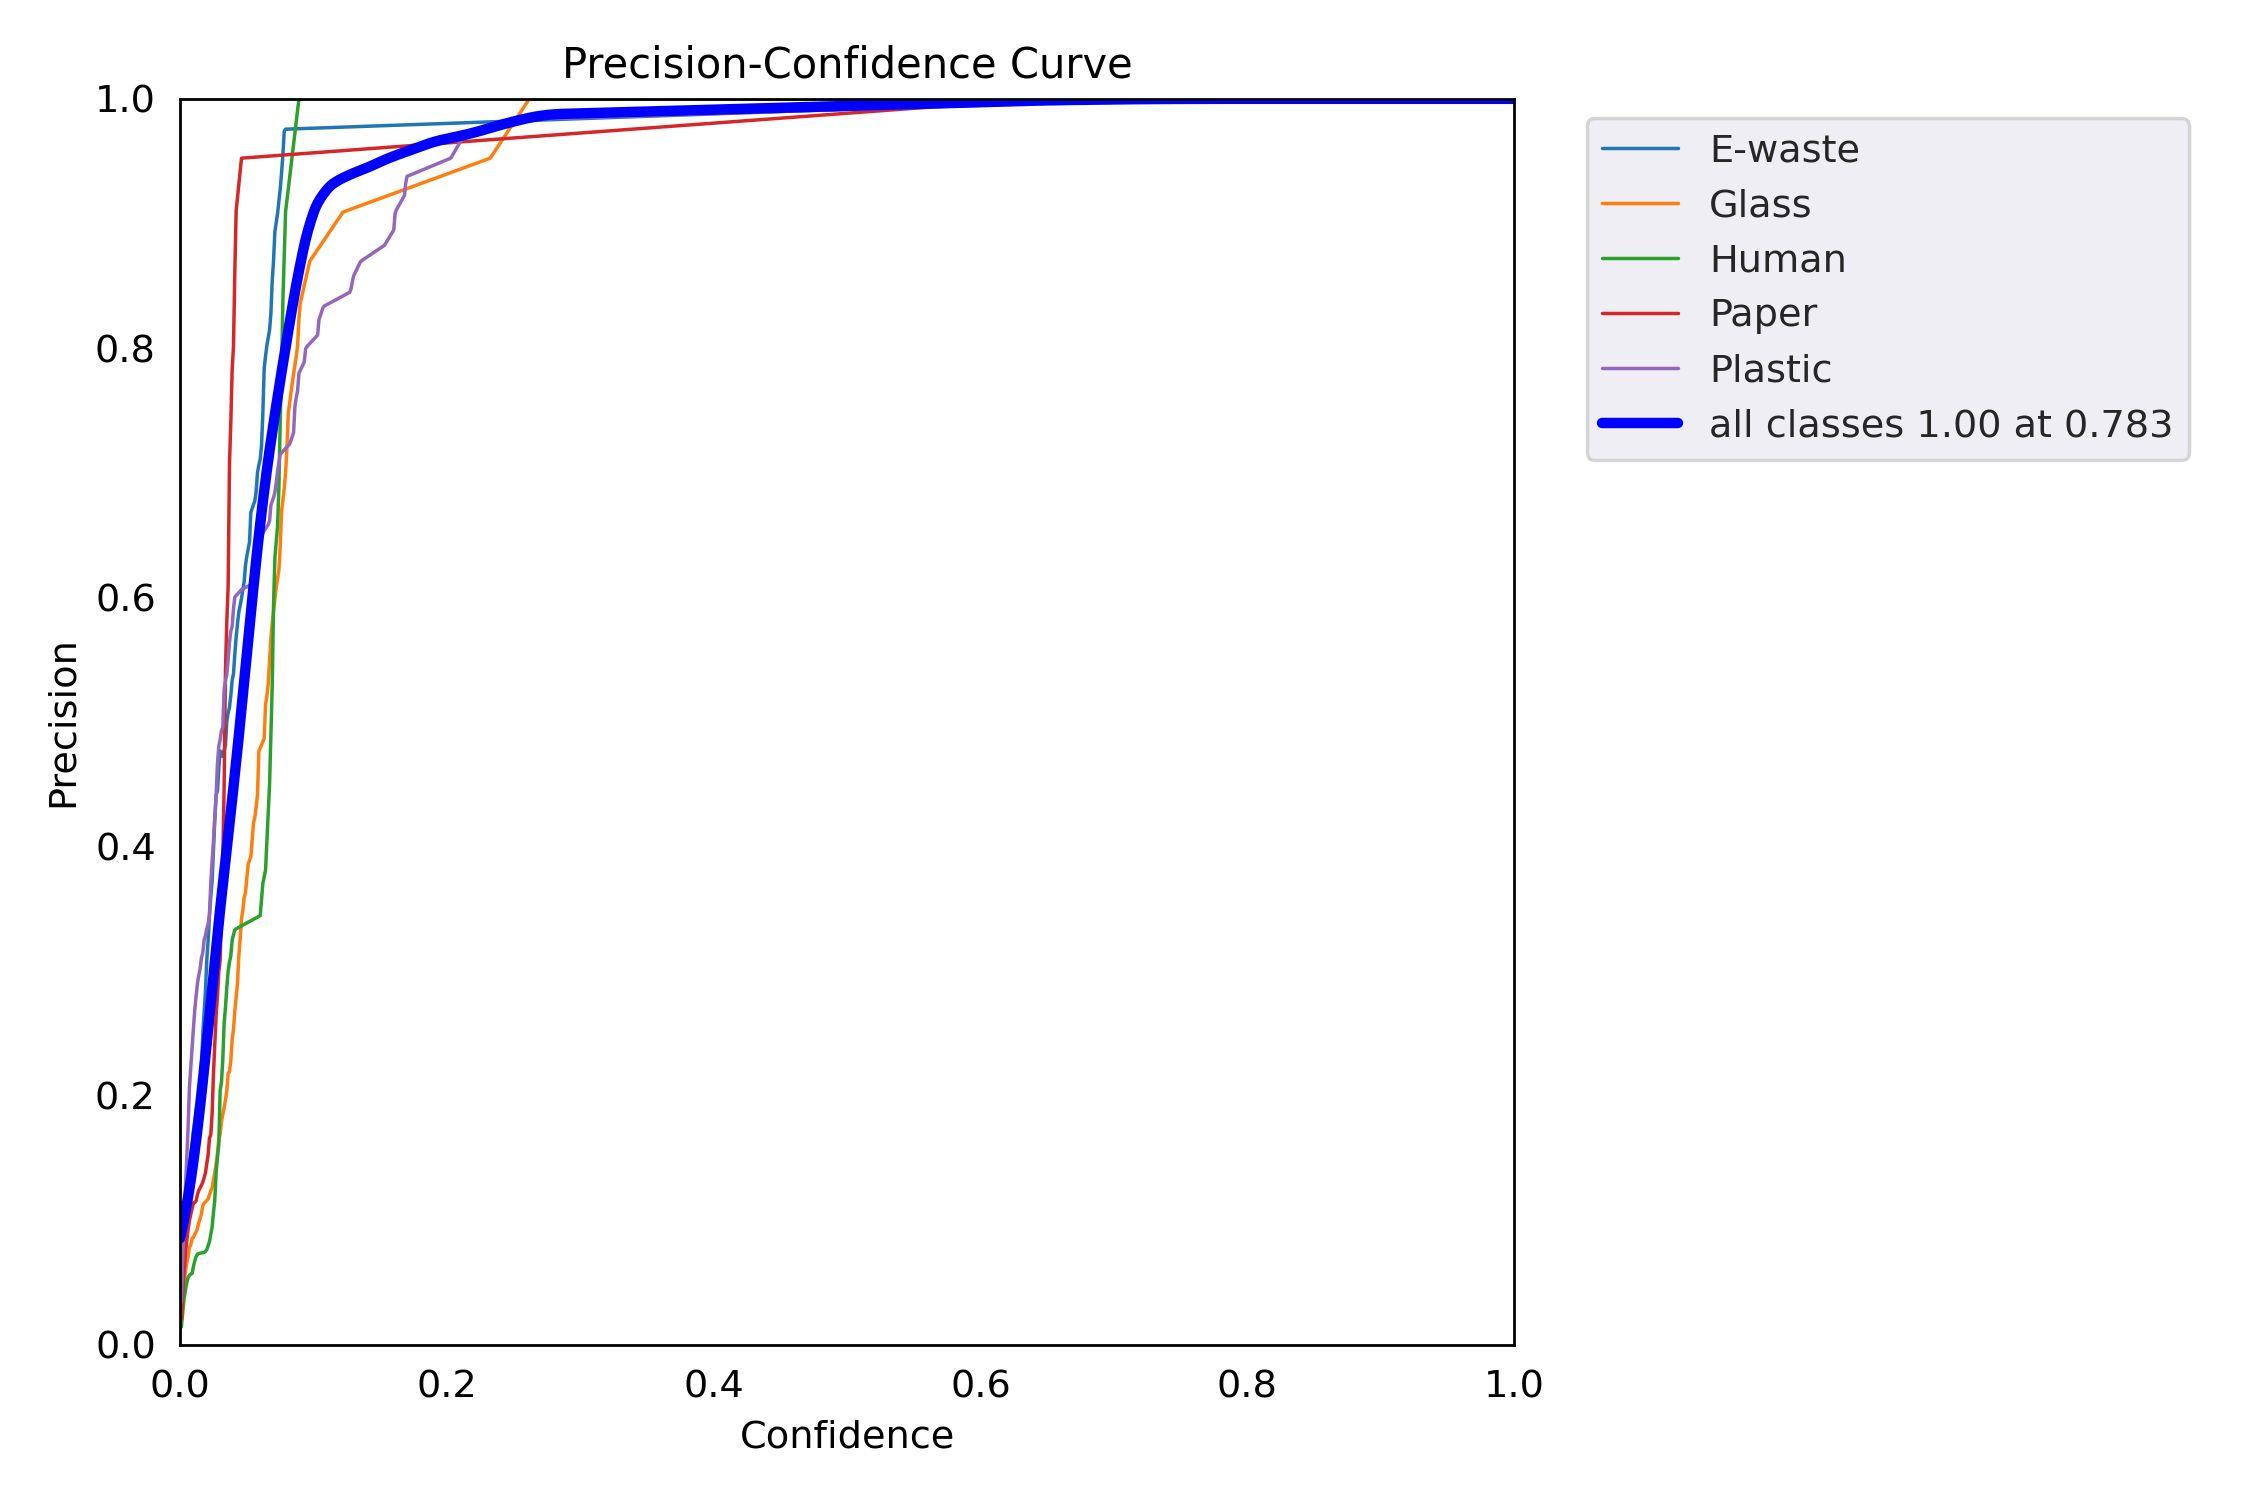 Precision-Confidence Curve
1.0
0.8
0.6
0.4
0.2
0.0
Precision
0.0 0.2 0.4 0.6 0.8 1.0
Confidence
E-waste
Glass
Human
Paper
Plastic
all classes 1.00 at 0.783